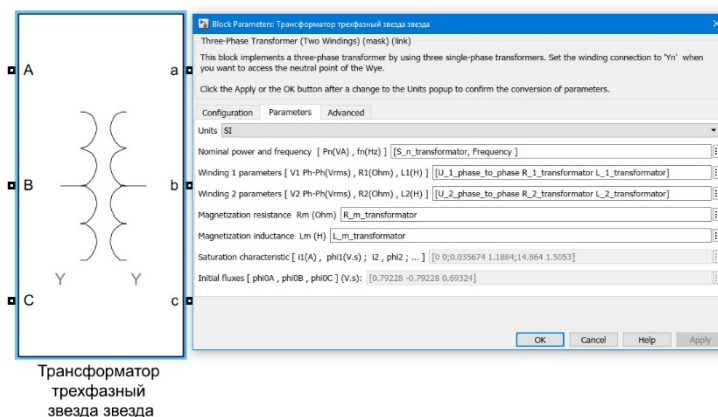 A
a
B
b
C
c
Y
Y
Трансформатор
трехфазный
звезда звезда
Block Parameters: Трансформатор трехфазный звезда звезда
Three-Phase Transformer (Two Windings) (mask) (link)
This block implements a three-phase transformer by using three single-phase transformers. Set the winding connection to 'Yn' when
you want to access the neutral point of the Wye.
Click the Apply or the OK button after a change to the Units popup to confirm the conversion of parameters.
Configuration Parameters Advanced
Units SI
Nominal power and frequency [ Pn(VA) , fn(Hz) ] [S_n_transformator, Frequency ]
Winding 1 parameters [ V1 Ph-Ph(Vrms) , R1(Ohm) , L1(H) ] [U_1_phase_to_phase R_1_transformator L_1_transformator]
Winding 2 parameters [ V2 Ph-Ph(Vrms) , R2(Ohm) , L2(H) ] [U_2_phase_to_phase R_2_transformator L_2_transformator]
Magnetization resistance Rm (Ohm) R_m_transformator
Magnetization inductance Lm (H) L_m_transformator
Saturation characteristic [ i1(A) , phi1(V.s) ; i2 , phi2 ; ... ] [0 0;0.035674 1.1884;14.864 1.5053]
Initial fluxes [ phi0A , phi0B , phi0C ] (V.s): [0.79228 -0.79228 0.69324]
OK Cancel Help Apply